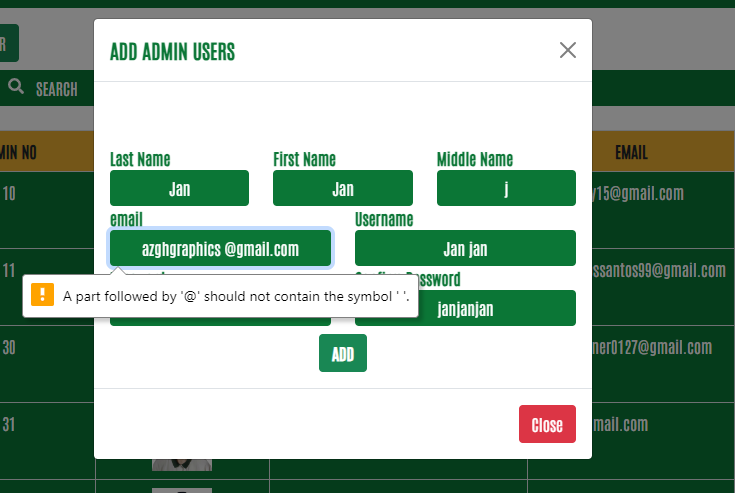 R
ADD ADMIN USERS
SEARCH
MIN NO
EMAIL
Last Name
First Name
Middle Name
Jan
Jan
j
10
y15@gmail.com
email
Username
azghgraphics @gmail.com
Jan jan
11
ssantos99@gmail.com
Password
A part followed by '@' should not contain the symbol ' '.
janjanjan
30
ner0127@gmail.com
ADD
31
mail.com
Close